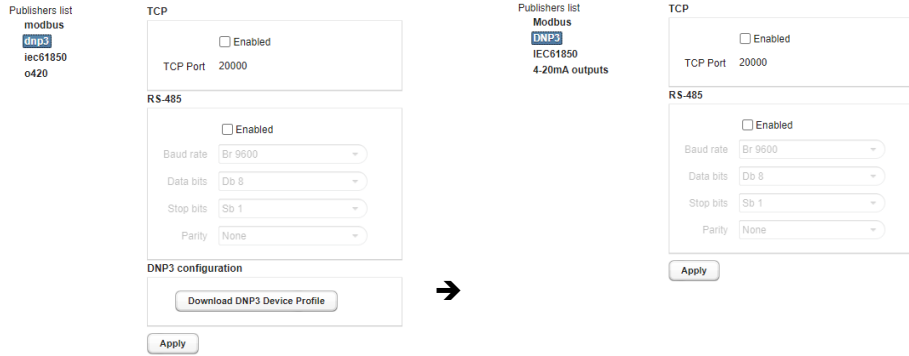 Publishers list
modbus
dnp3
iec61850
o420
TCP
Enabled
TCP Port 20000
RS-485
Enabled
Baud rate Br 9600
Data bits Db 8
Stop bits Sb 1
Parity None
DNP3 configuration
Download DNP3 Device Profile
Apply
Publishers list
Modbus
DNP3
IEC61850
4-20mA outputs
TCP
Enabled
TCP Port 20000
RS-485
Enabled
Baud rate Br 9600
Data bits Db 8
Stop bits Sb 1
Parity None
Apply